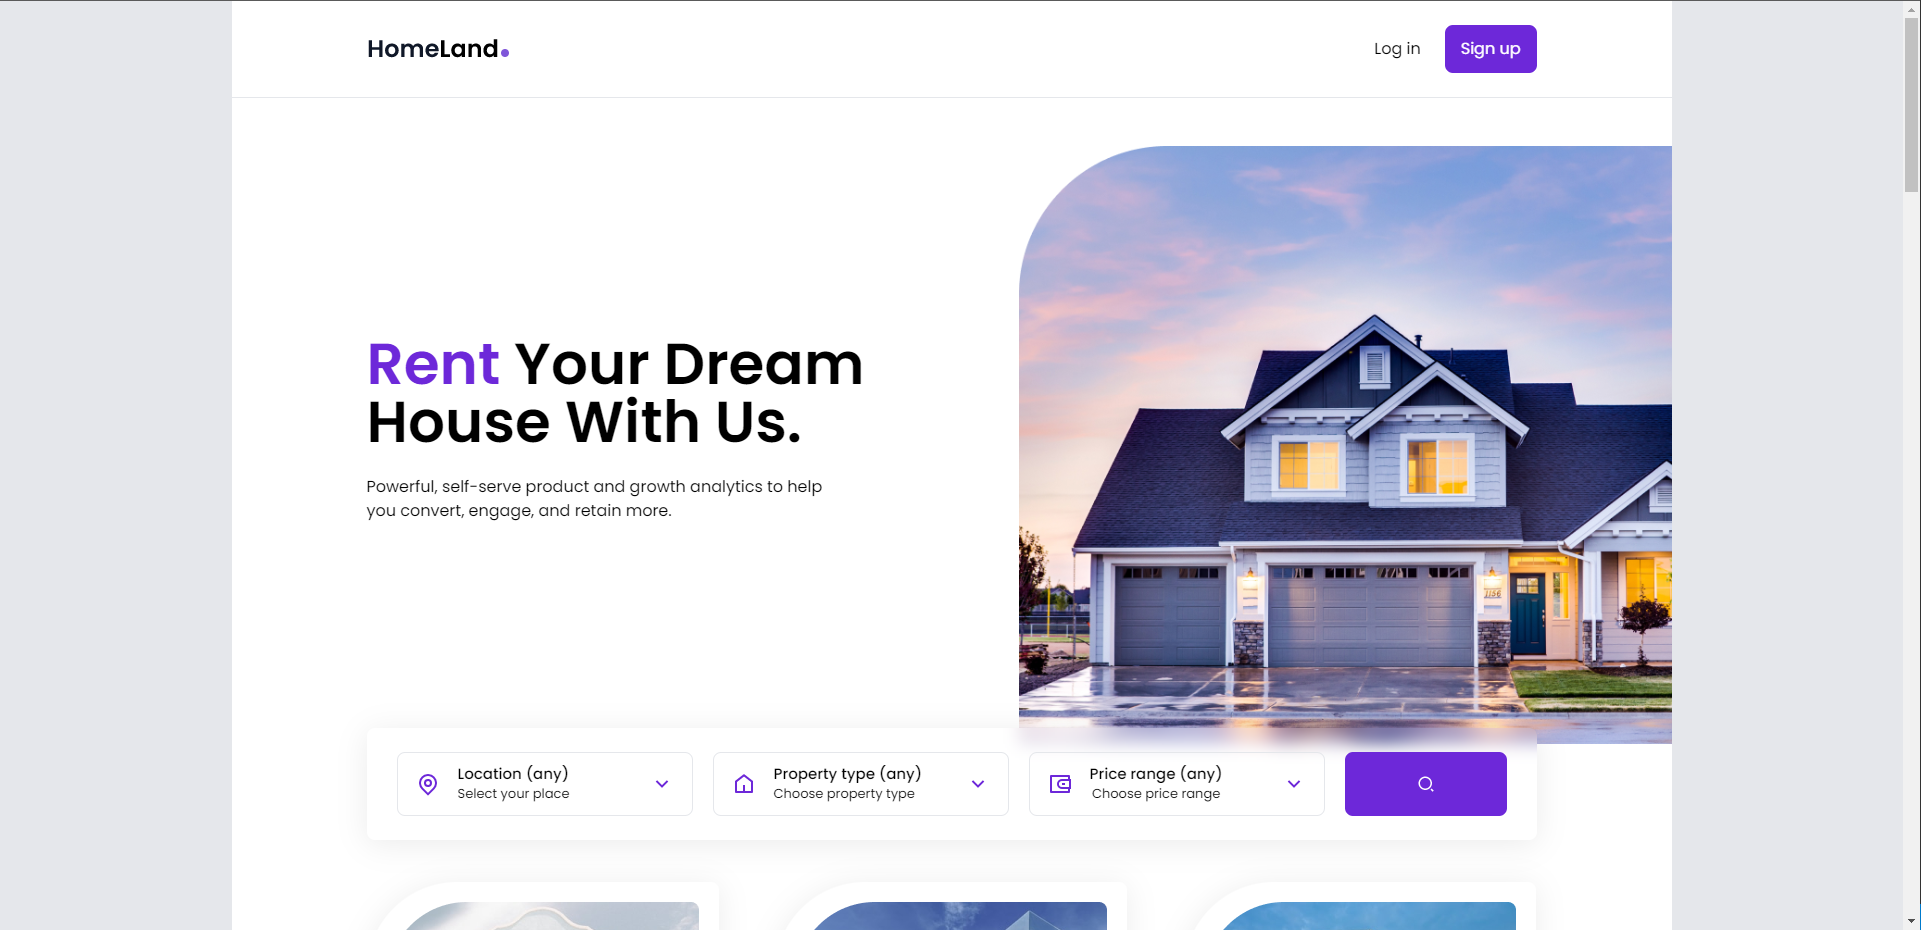 HomeLand
Log in
Sign up
Rent Your Dream
House With Us.
Powerful, self-serve product and growth analytics to help
you convert, engage, and retain more.
1156
Location (any)
Select your place
Property type (any)
Choose property type
Price range (any)
Choose price range